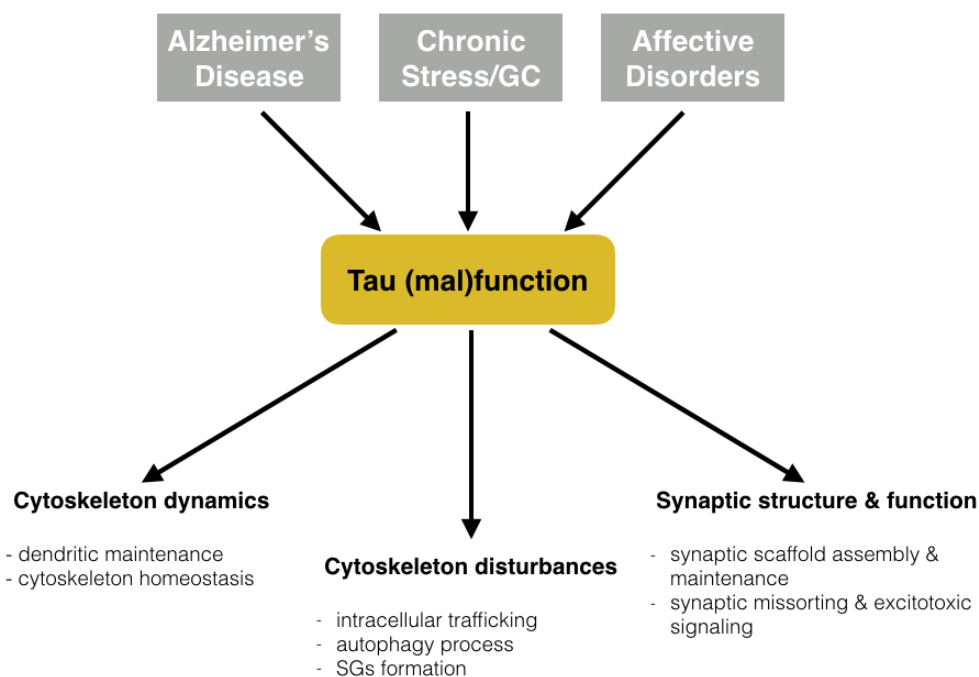 Alzheimer's
Disease
Chronic
Stress/GC
Affective
Disorders
Tau (mal)function
Cytoskeleton dynamics
- dendritic maintenance
- cytoskeleton homeostasis
Cytoskeleton disturbances
- intracellular trafficking
- autophagy process
- SGs formation
Synaptic structure & function
- synaptic scaffold assembly &
maintenance
- synaptic missorting & excitotoxic
signaling